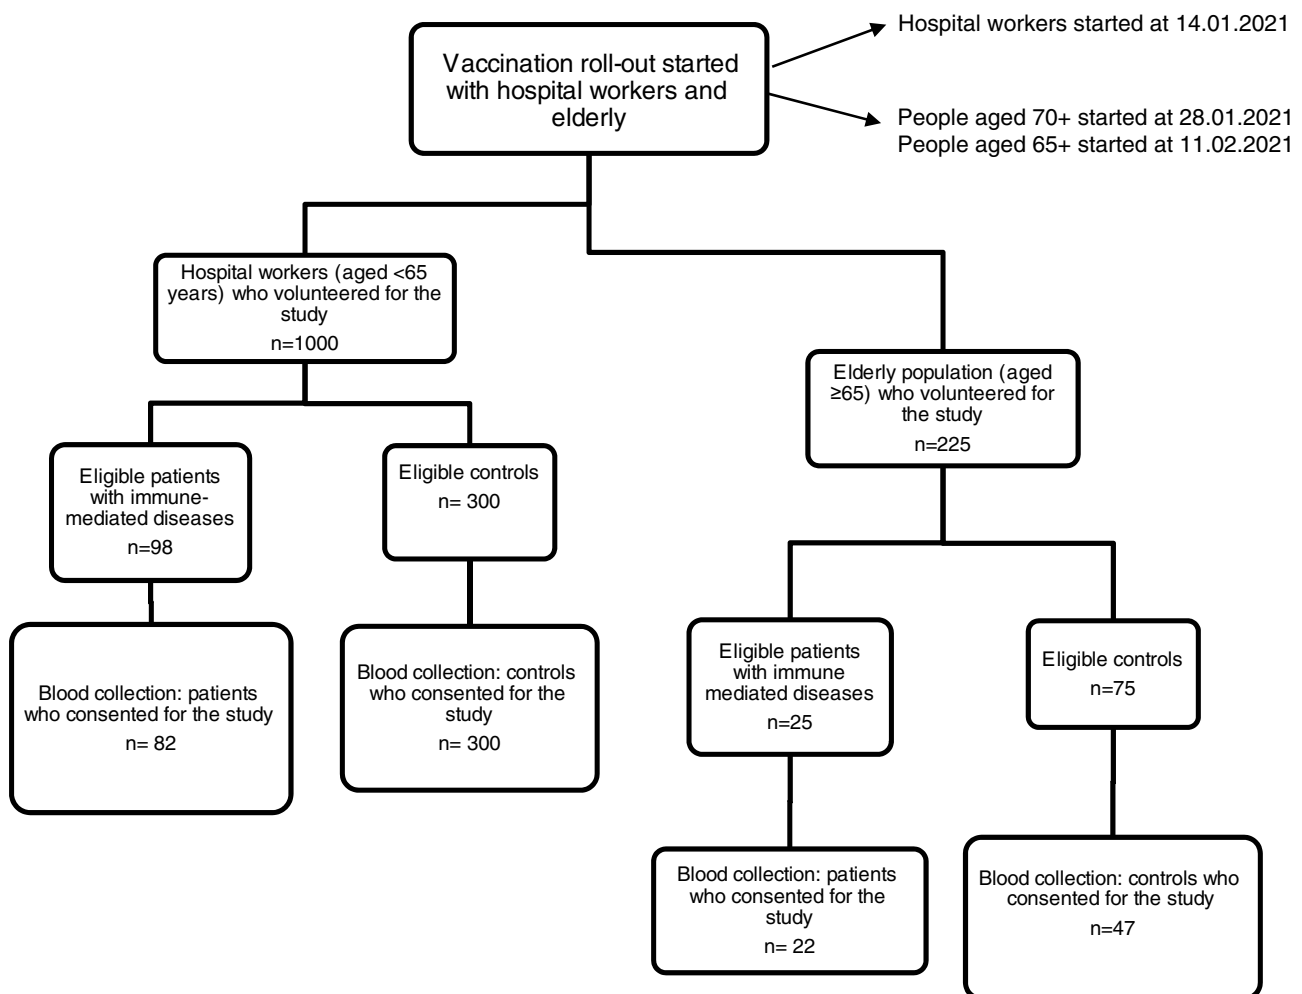 Vaccination roll-out started
with hospital workers and
elderly
Hospital workers started at 14.01.2021
People aged 70+ started at 28.01.2021
People aged 65+ started at 11.02.2021
Hospital workers (aged <65
years) who volunteered for the
study
n=1000
Elderly population (aged
≥65) who volunteered for
the study
n=225
Eligible patients
with immune-
mediated diseases
n=98
Eligible controls
n= 300
Blood collection: patients
who consented for the study
n= 82
Blood collection: controls
who consented for the
study
n= 300
Eligible patients
with immune
mediated diseases
n=25
Eligible controls
n=75
Blood collection: patients
who consented for the
study
n= 22
Blood collection: controls who
consented for the study
n=47